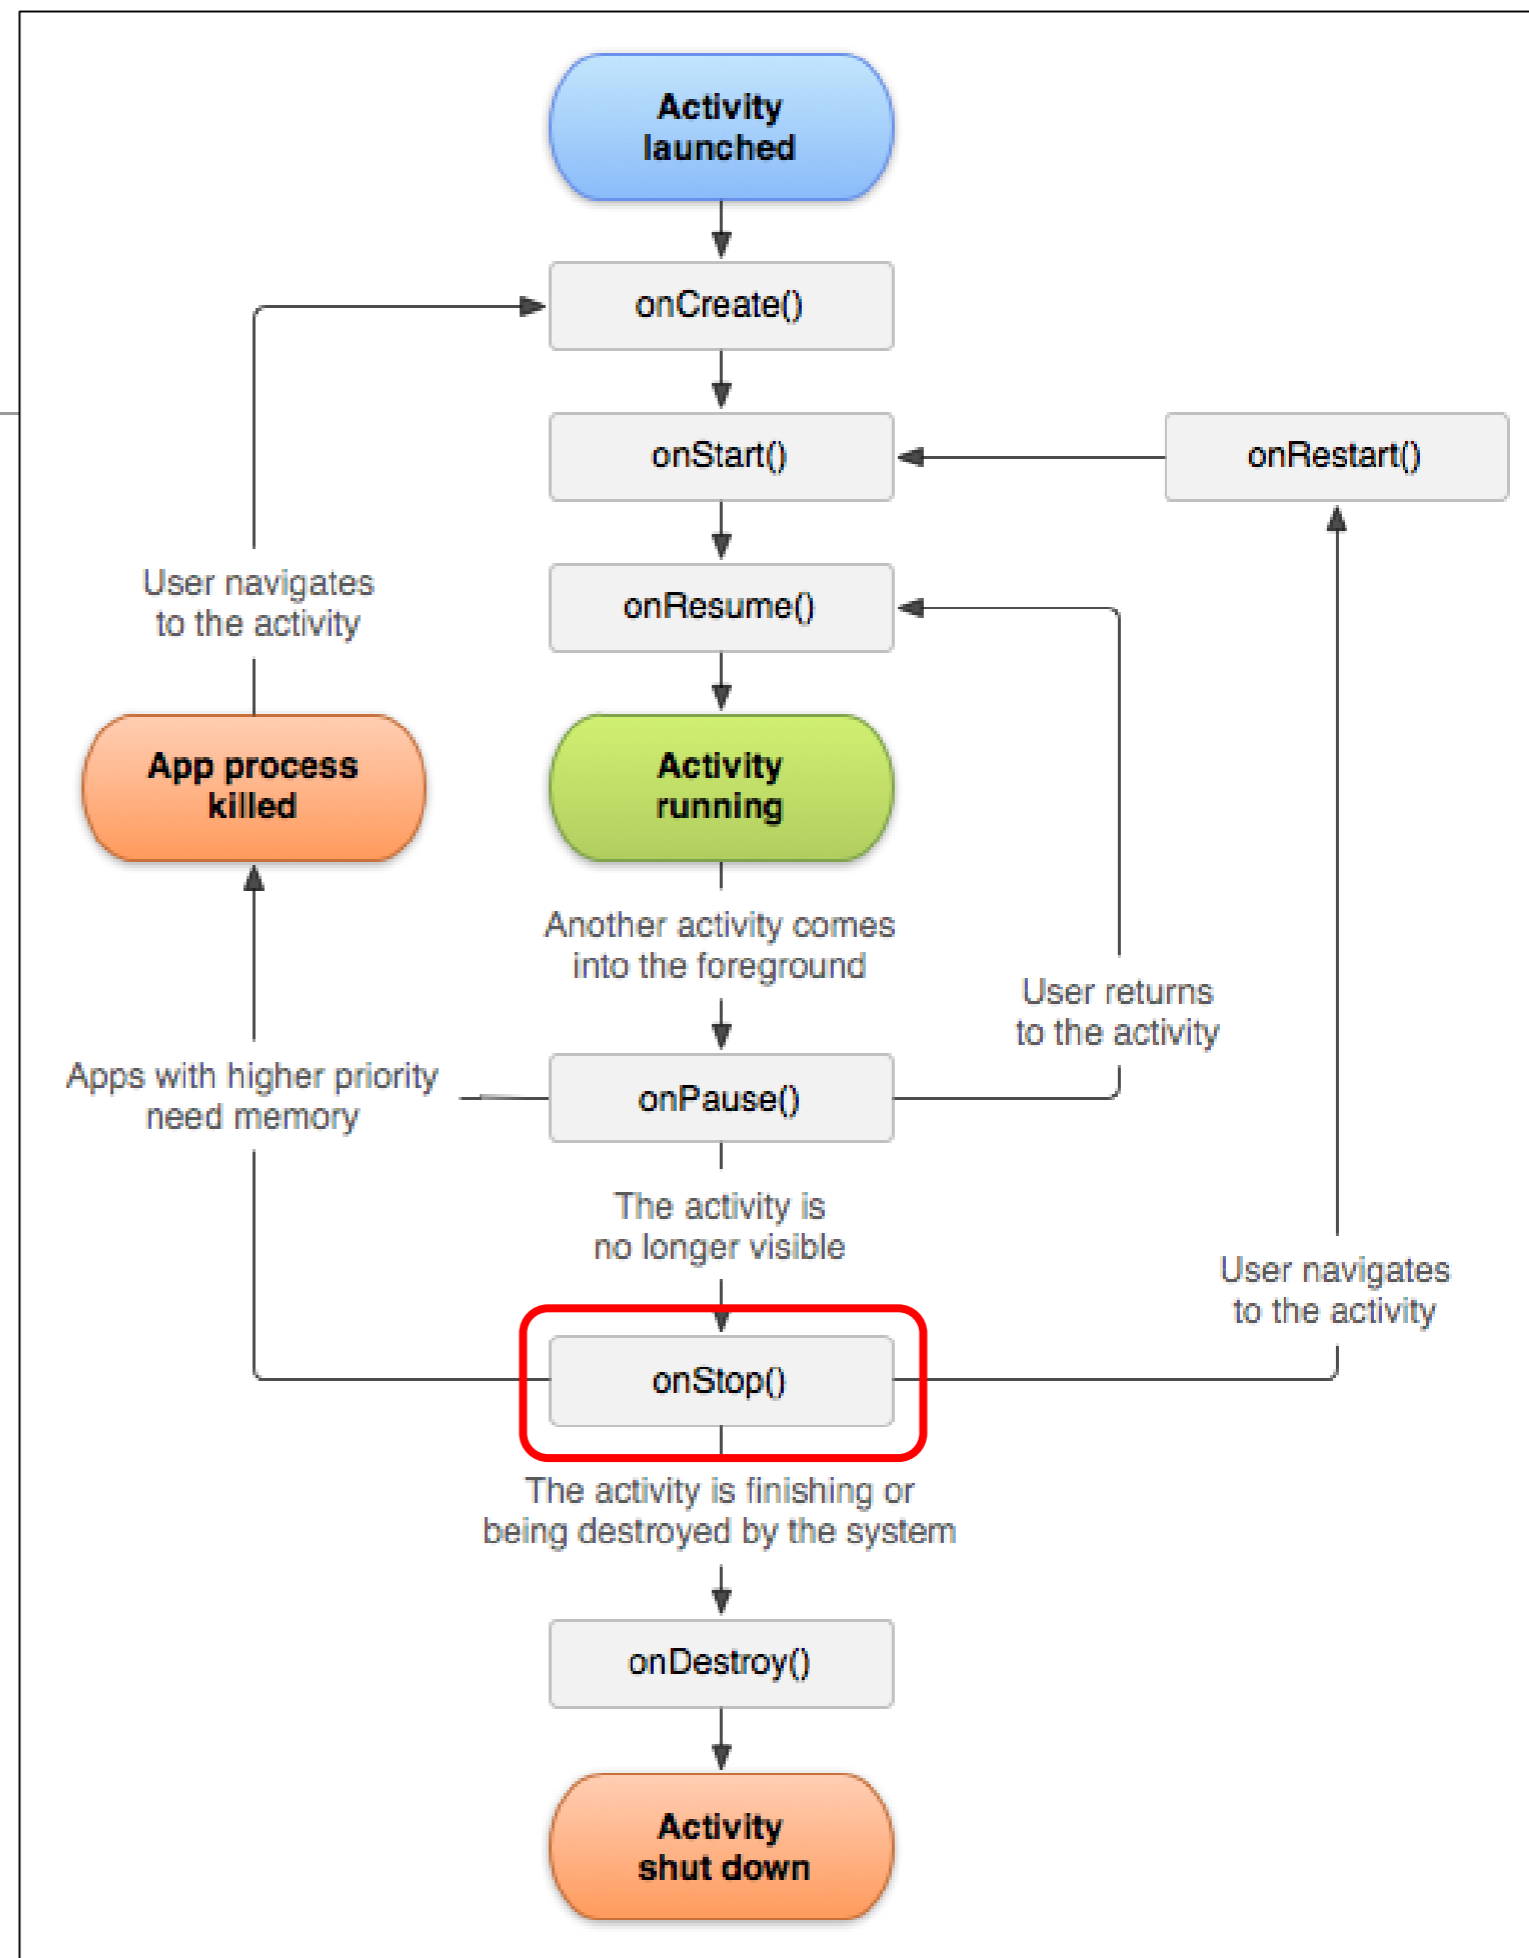 Activity
launched
onCreate()
onStart()
onRestart()
User navigates
to the activity
onResume()
App process
killed
Activity
running
Another activity comes
into the foreground
User returns
to the activity
Apps with higher priority
need memory
onPause()
The activity is
no longer visible
User navigates
to the activity
onStop()
The activity is finishing or
being destroyed by the system
onDestroy()
Activity
shut down